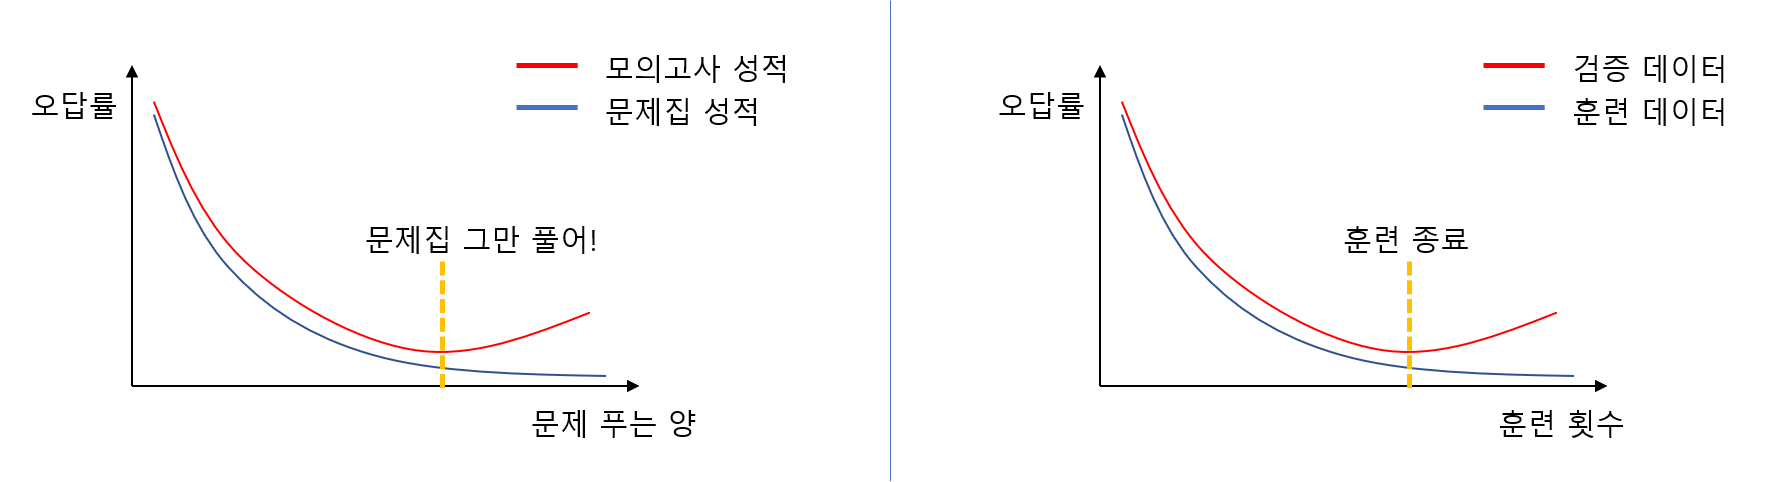 모의고사 성적
문제집 성적
오답률
문제집 그만 풀어!
문제 푸는 양
검증 데이터
훈련 데이터
오답률
훈련 종료
훈련 횟수